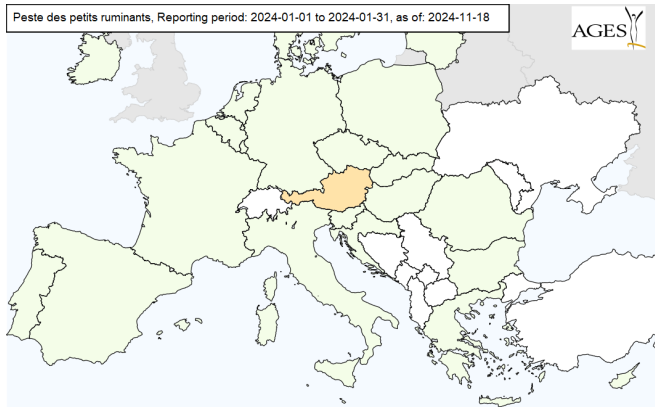 Peste des petits ruminants, Reporting period: 2024-01-01 to 2024-01-31, as of: 2024-11-18
AGES